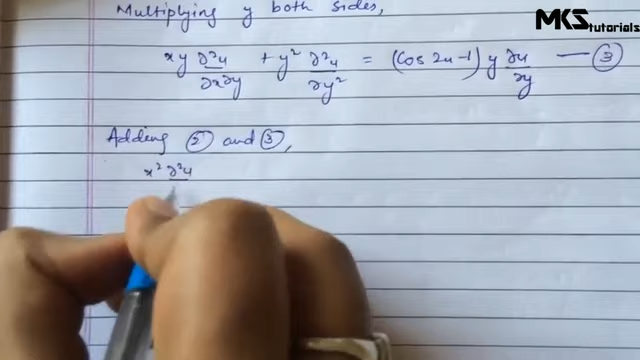 MKS tutorials
Multiplying y both sides,
xy ∂²u/∂x∂y + y² ∂²u/∂y² = (cos 2u-1) y ∂u/∂y — ③
Adding ② and ③,
x² ∂²u